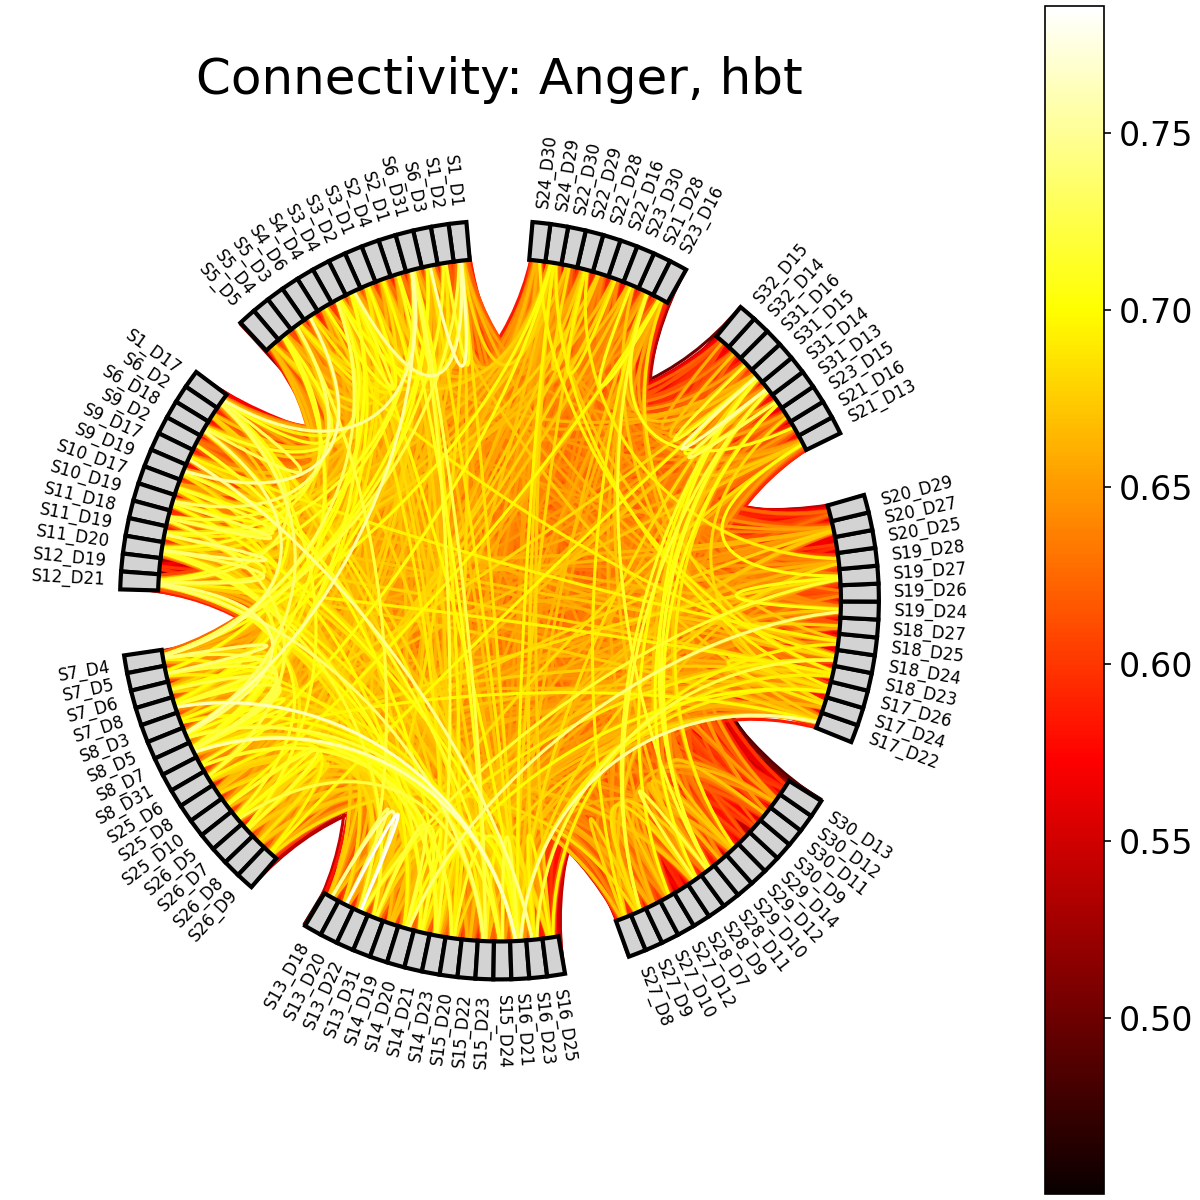 Connectivity: Anger, hbt
S1_D1
S1_D2
S6_D3
S6_D31
S2_D1
S2_D4
S3_D1
S3_D2
S3_D4
S4_D4
S4_D6
S5_D3
S5_D4
S5_D5
S1_D17
S6_D2
S6_D18
S9_D2
S9_D17
S9_D19
S10_D17
S10_D19
S11_D18
S11_D19
S11_D20
S12_D19
S12_D21
S7_D4
S7_D5
S7_D6
S7_D8
S8_D3
S8_D5
S8_D7
S8_D31
S25_D6
S25_D8
S25_D10
S26_D5
S26_D7
S26_D8
S26_D9
S13_D18
S13_D20
S13_D22
S13_D31
S14_D19
S14_D20
S14_D21
S14_D23
S15_D20
S15_D22
S15_D23
S15_D24
S16_D21
S16_D23
S16_D25
S27_D8
S27_D9
S27_D10
S27_D12
S28_D7
S28_D9
S28_D11
S29_D10
S29_D12
S29_D14
S30_D9
S30_D11
S30_D12
S30_D13
S17_D22
S17_D24
S17_D26
S18_D23
S18_D24
S18_D25
S18_D27
S19_D24
S19_D26
S19_D27
S19_D28
S20_D25
S20_D27
S20_D29
S21_D13
S21_D16
S23_D15
S31_D13
S31_D14
S31_D15
S31_D16
S32_D14
S32_D15
S23_D16
S21_D28
S23_D30
S22_D16
S22_D28
S22_D29
S22_D30
S24_D29
S24_D30
0.75
0.70
0.65
0.60
0.55
0.50